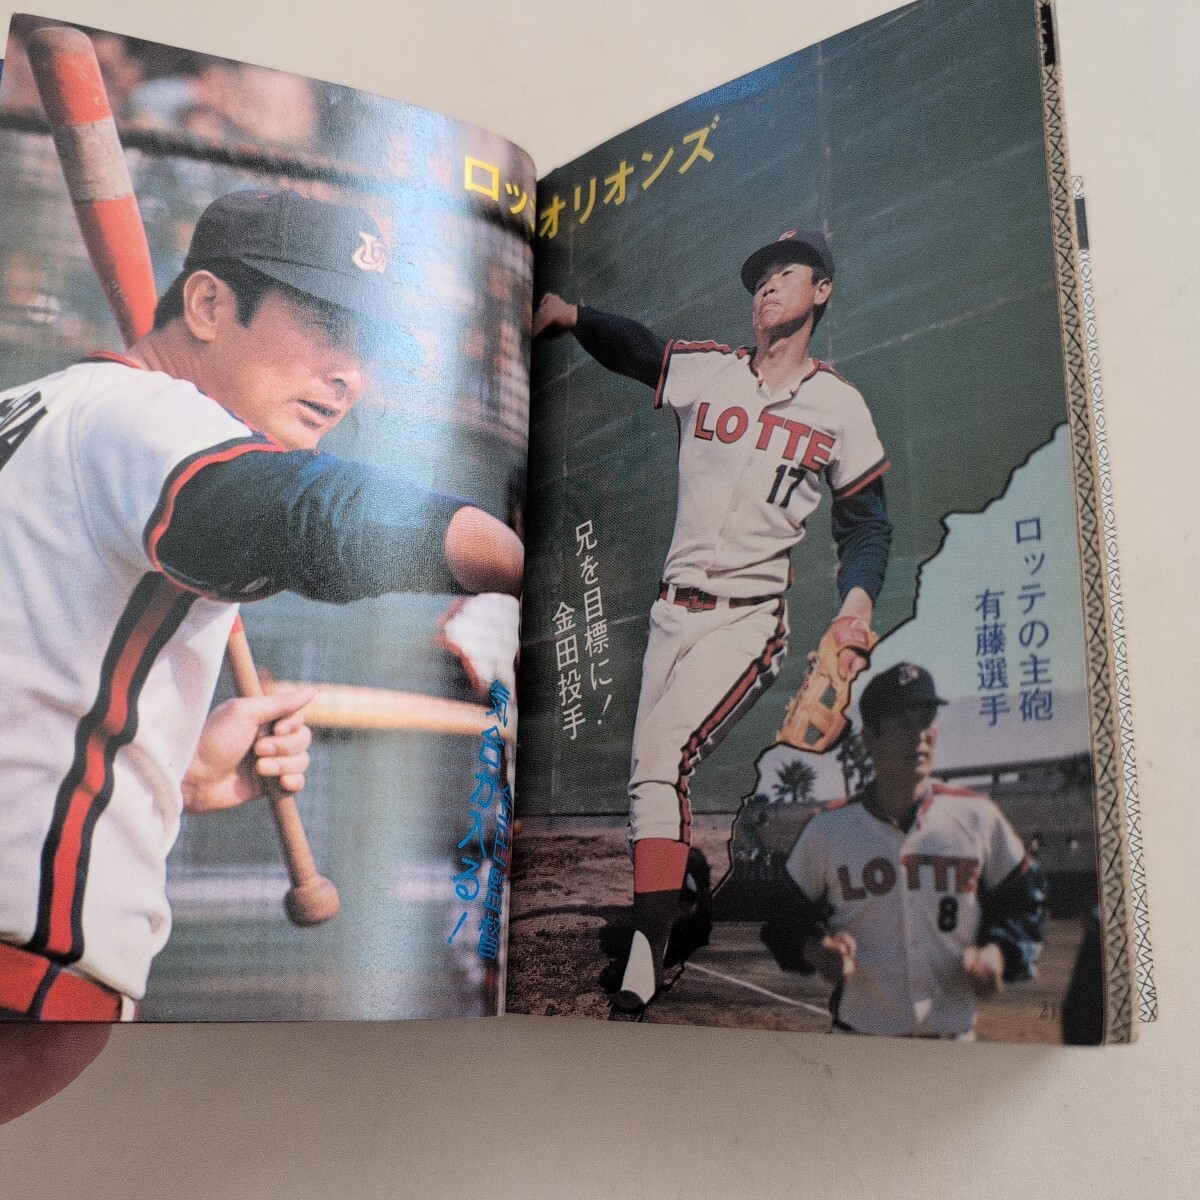 ロッテオリオンズ
気合が入る!
兄を目標に!
金田投手
LOTTE
17
ロッテの主砲
有藤選手
LOTTE
8
21